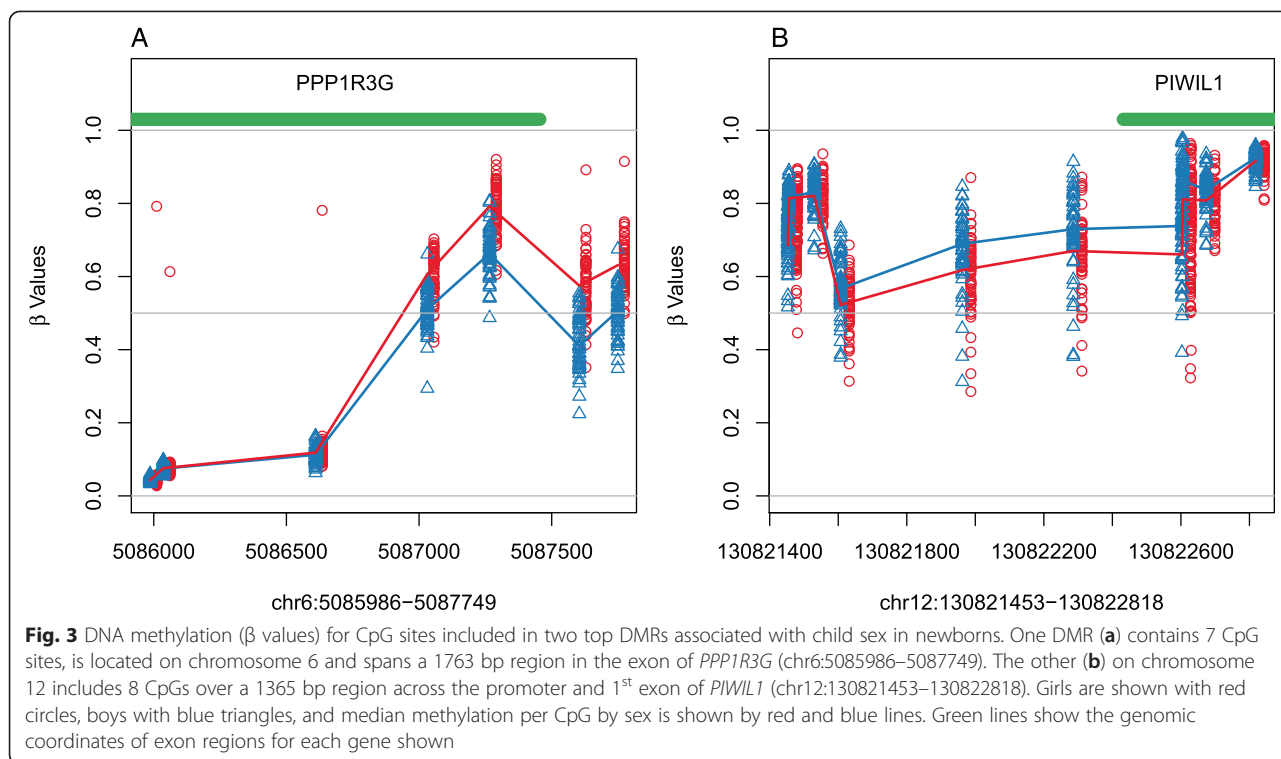 A
B
PPP1R3G
PIWIL1
1.0
0.8
0.6
0.4
0.2
0.0
β Values
5086000 5086500 5087000 5087500
chr6:5085986−5087749
1.0
0.8
0.6
0.4
0.2
0.0
β Values
130821400 130821800 130822200 130822600
chr12:130821453−130822818
Fig. 3 DNA methylation (β values) for CpG sites included in two top DMRs associated with child sex in newborns. One DMR (a) contains 7 CpG
sites, is located on chromosome 6 and spans a 1763 bp region in the exon of PPP1R3G (chr6:5085986–5087749). The other (b) on chromosome
12 includes 8 CpGs over a 1365 bp region across the promoter and 1st exon of PIWIL1 (chr12:130821453–130822818). Girls are shown with red
circles, boys with blue triangles, and median methylation per CpG by sex is shown by red and blue lines. Green lines show the genomic
coordinates of exon regions for each gene shown